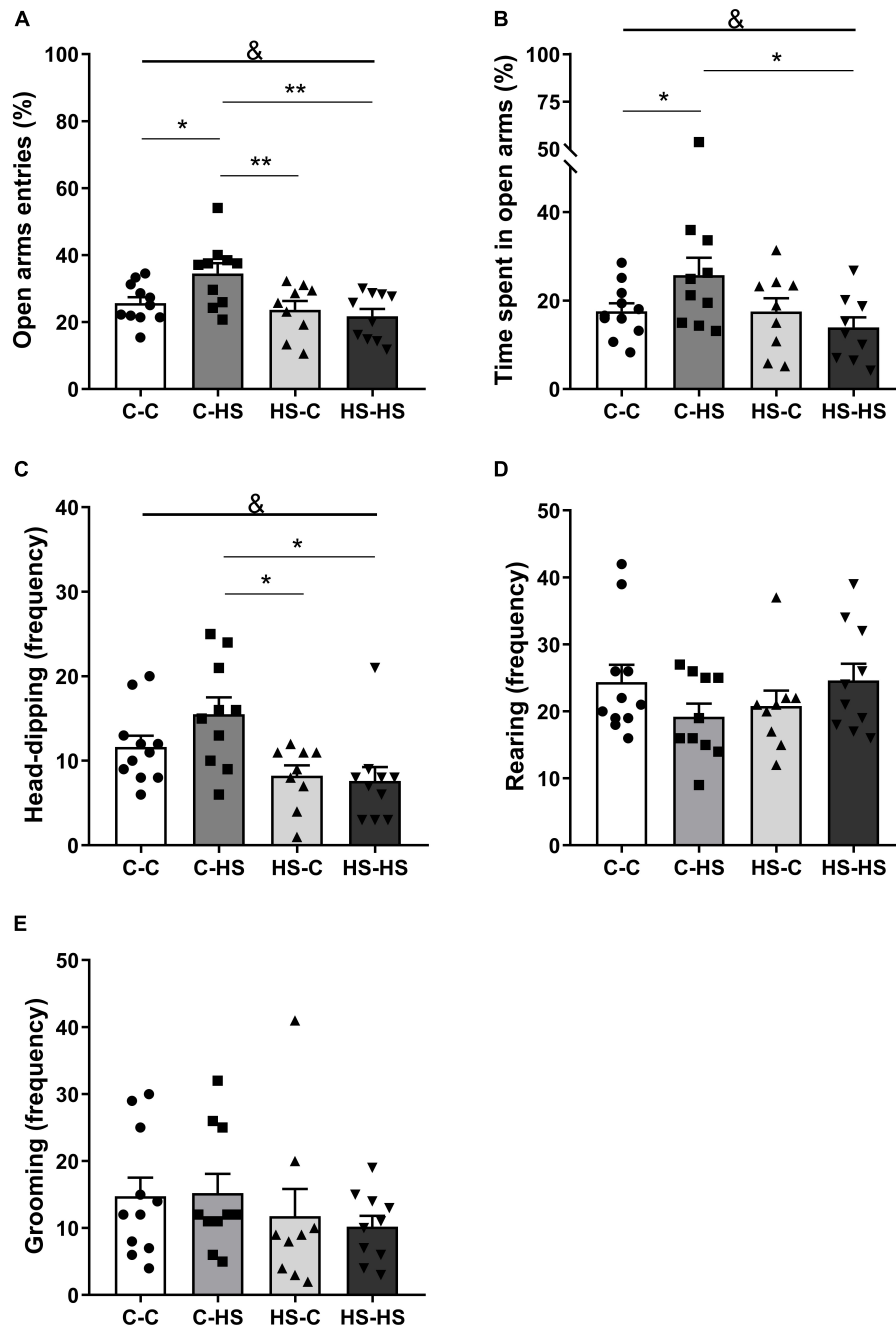 A
Open arms entries (%)
100
80
60
40
20
0
&
**
*
**
C-C C-HS HS-C HS-HS
B
Time spent in open arms (%)
100
75
50
40
20
0
&
*
*
C-C C-HS HS-C HS-HS
C
Head-dipping (frequency)
40
30
20
10
0
&
*
*
C-C C-HS HS-C HS-HS
D
Rearing (frequency)
50
40
30
20
10
0
C-C C-HS HS-C HS-HS
E
Grooming (frequency)
50
40
30
20
10
0
C-C C-HS HS-C HS-HS